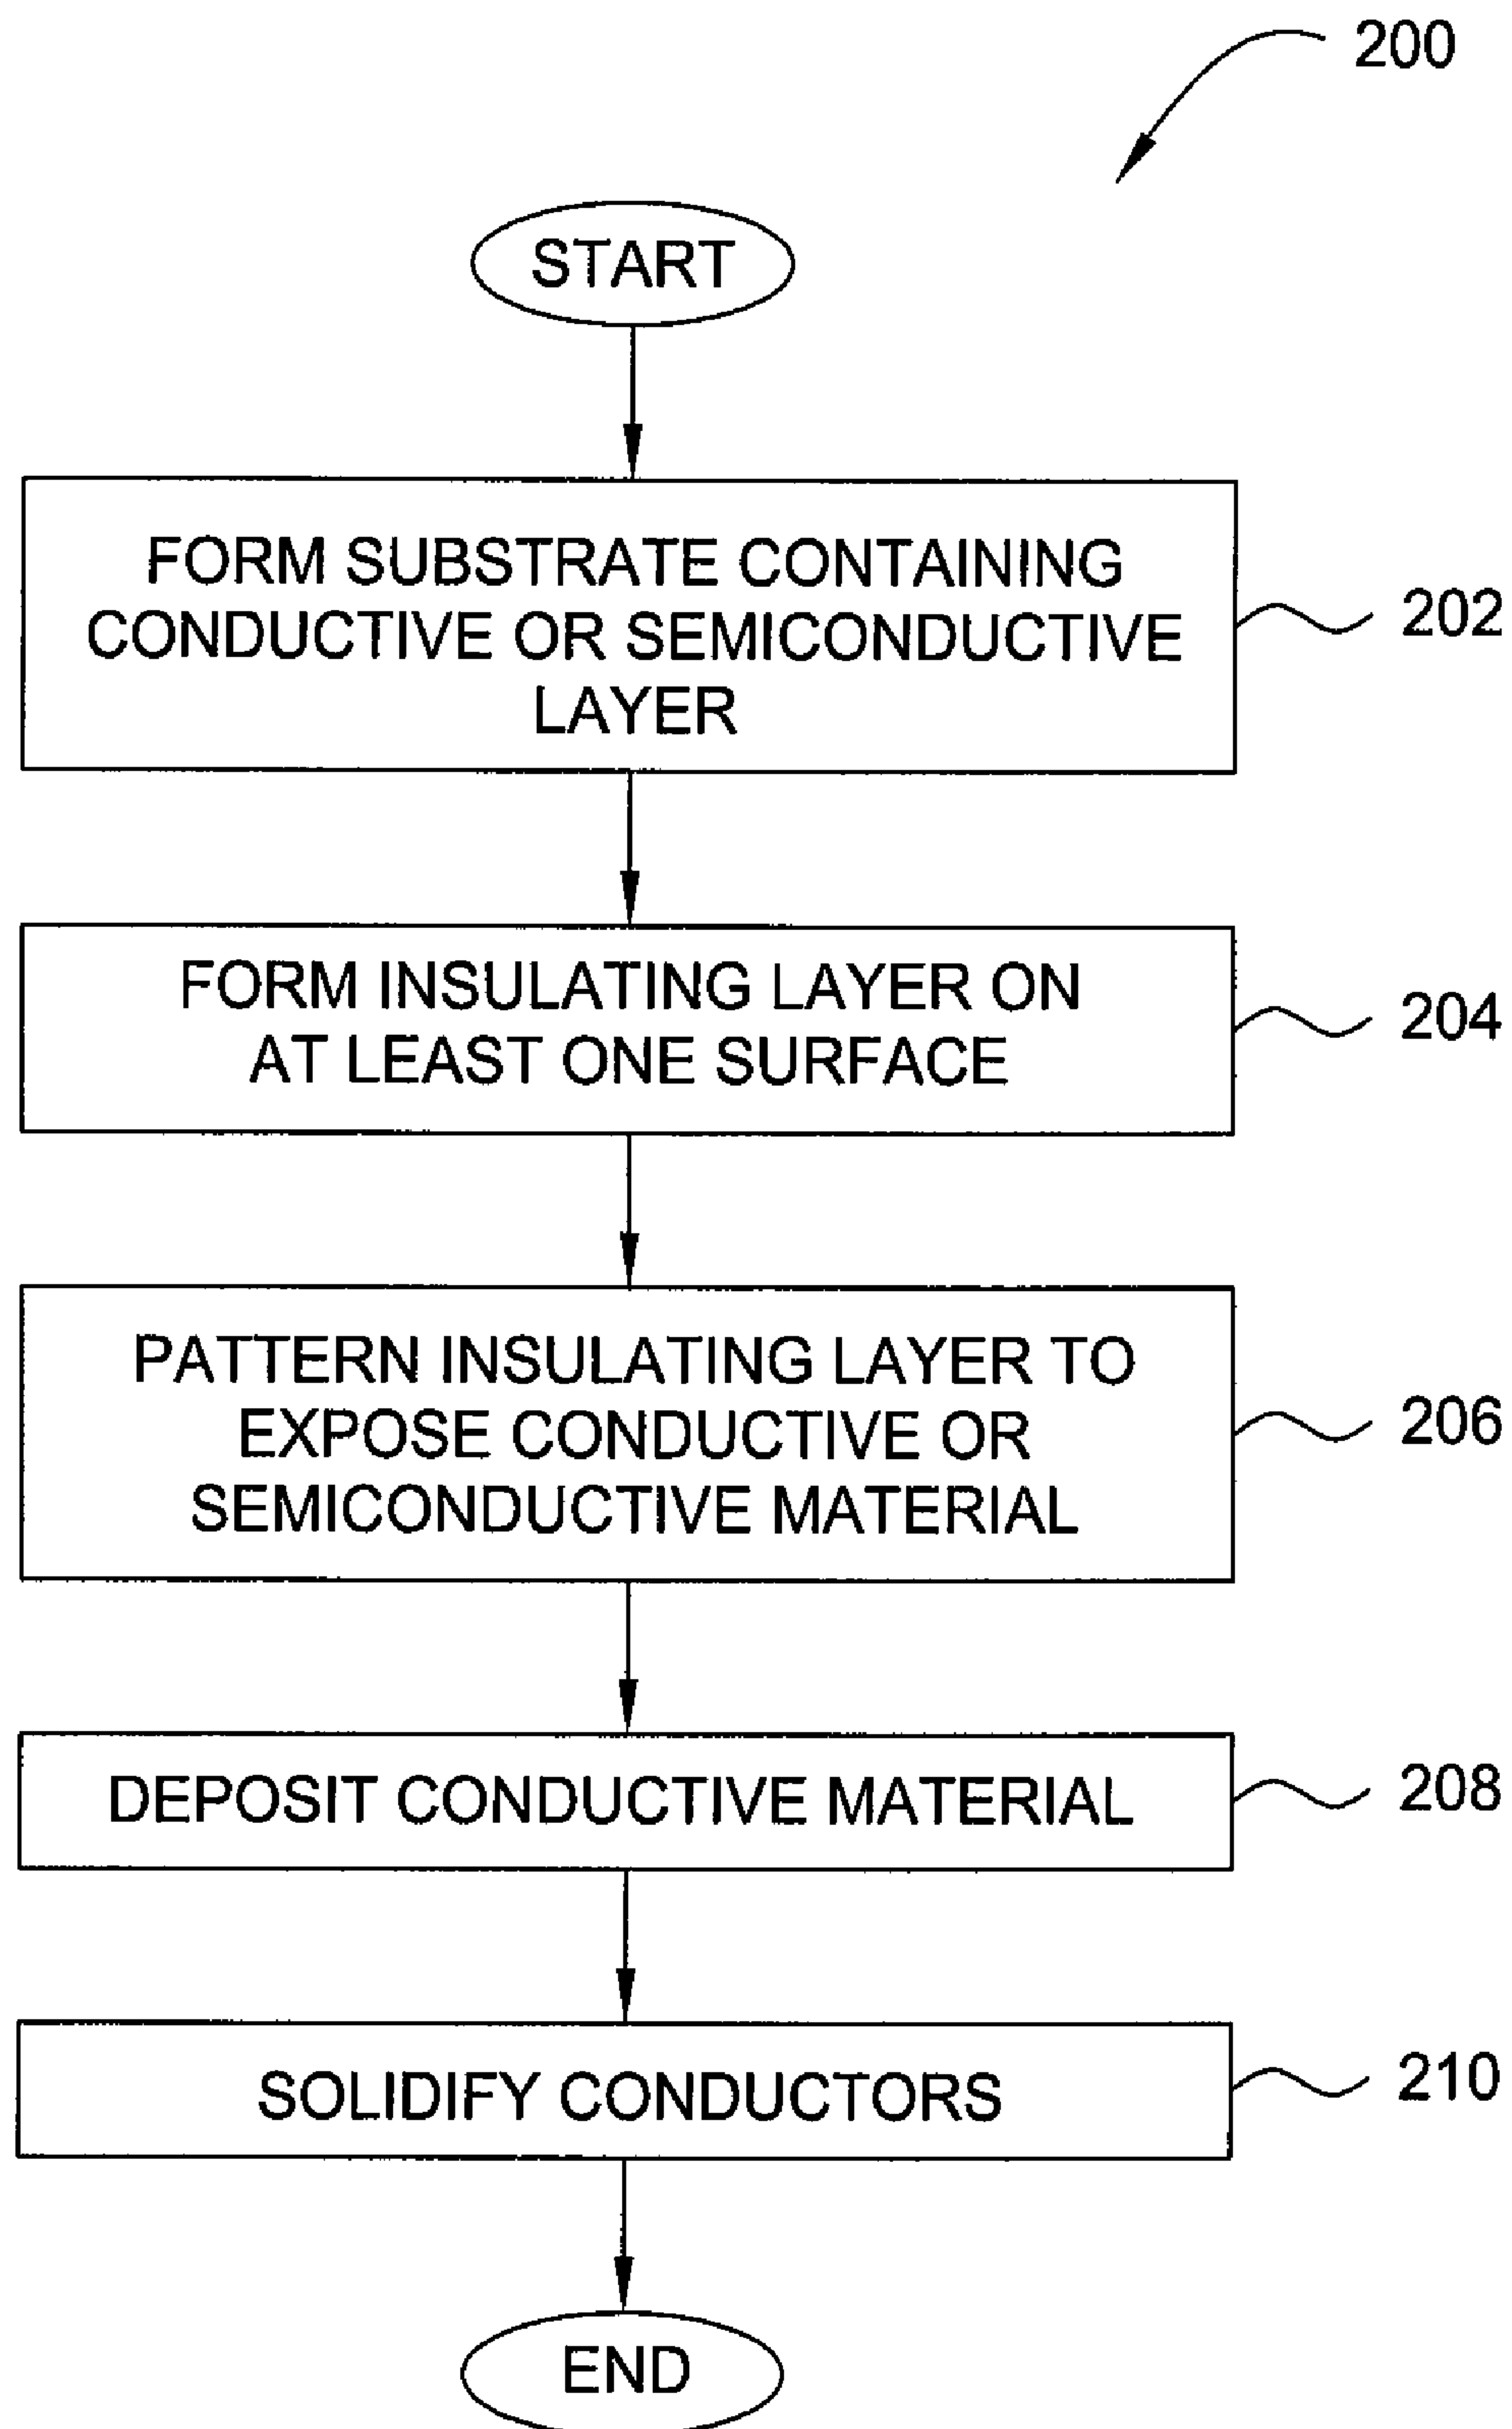 200
START
FORM SUBSTRATE CONTAINING
CONDUCTIVE OR SEMICONDUCTIVE
LAYER
202
FORM INSULATING LAYER ON
AT LEAST ONE SURFACE
204
PATTERN INSULATING LAYER TO
EXPOSE CONDUCTIVE OR
SEMICONDUCTIVE MATERIAL
206
DEPOSIT CONDUCTIVE MATERIAL
208
SOLIDIFY CONDUCTORS
210
END